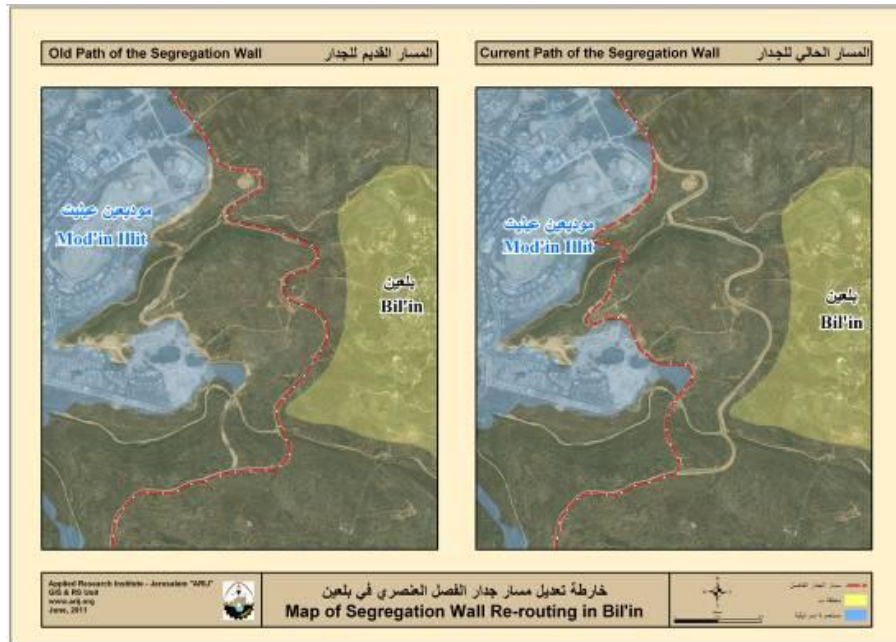 Old Path of the Segregation Wall المسار القديم للجدار
Current Path of the Segregation Wall المسار الحالي للجدار
موديعين عيليت
Mod'in Illit
بلعين
Bil'in
موديعين عيليت
Mod'in Illit
بلعين
Bil'in
Applied Research Institute - Jerusalem "ARIJ"
GIS & RS Unit
www.arij.org
June, 2011
خارطة تعديل مسار جدار الفصل العنصري في بلعين
Map of Segregation Wall Re-routing in Bil'in
مسار الجدار الفاصل